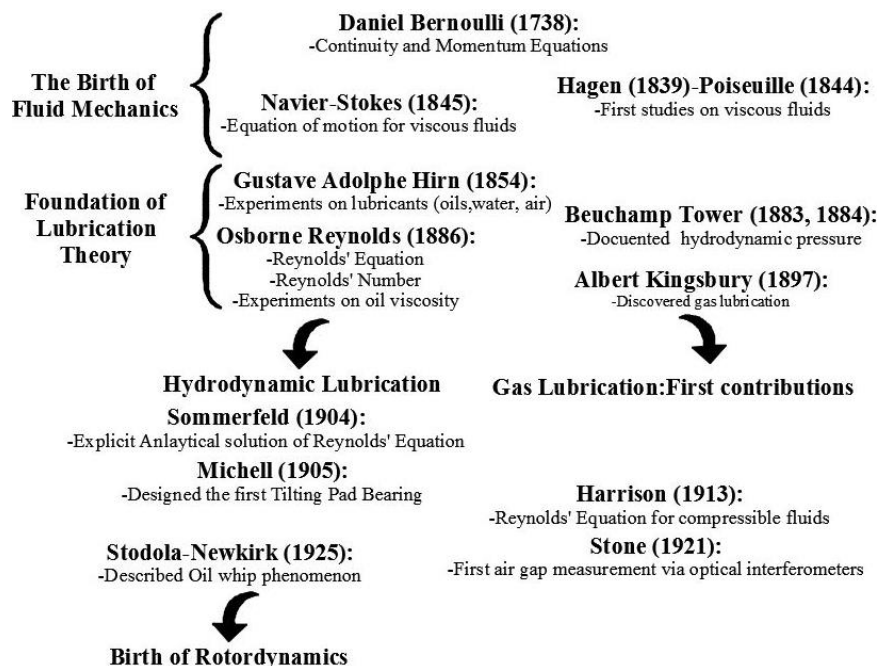 Daniel Bernoulli (1738):
-Continuity and Momentum Equations
The Birth of
Fluid Mechanics
Hagen (1839)-Poiseuille (1844):
-First studies on viscous fluids
Navier-Stokes (1845):
-Equation of motion for viscous fluids
Foundation of
Lubrication
Theory
Gustave Adolphe Hirn (1854):
-Experiments on lubricants (oils,water, air)
Beuchamp Tower (1883, 1884):
-Docuented hydrodynamic pressure
Osborne Reynolds (1886):
-Reynolds' Equation
-Reynolds' Number
-Experiments on oil viscosity
Albert Kingsbury (1897):
-Discovered gas lubrication
Hydrodynamic Lubrication
Sommerfeld (1904):
-Explicit Anlaytical solution of Reynolds' Equation
Michell (1905):
-Designed the first Tilting Pad Bearing
Stodola-Newkirk (1925):
-Described Oil whip phenomenon
Birth of Rotordynamics
Gas Lubrication:First contributions
Harrison (1913):
-Reynolds' Equation for compressible fluids
Stone (1921):
-First air gap measurement via optical interferometers